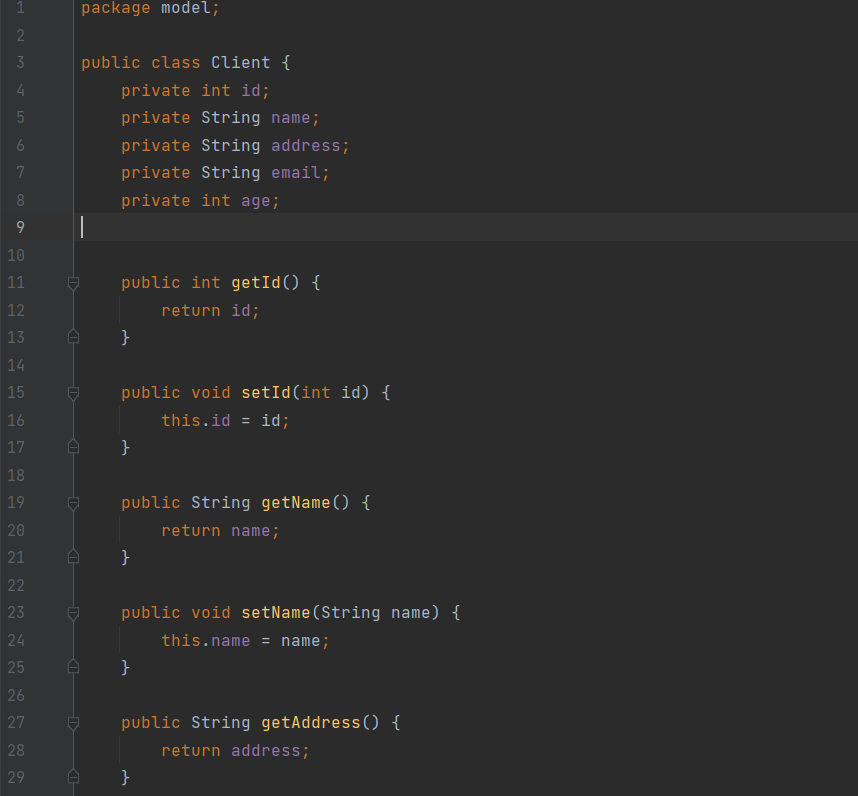 1 package model;
2
3 public class Client {
4     private int id;
5     private String name;
6     private String address;
7     private String email;
8     private int age;
9
10
11     public int getId() {
12         return id;
13     }
14
15     public void setId(int id) {
16         this.id = id;
17     }
18
19     public String getName() {
20         return name;
21     }
22
23     public void setName(String name) {
24         this.name = name;
25     }
26
27     public String getAddress() {
28         return address;
29     }